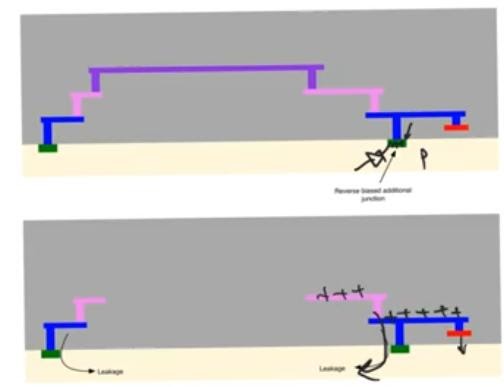 P
Reverse biased additional
junction
+ + +
+ + + + +
Leakage
Leakage